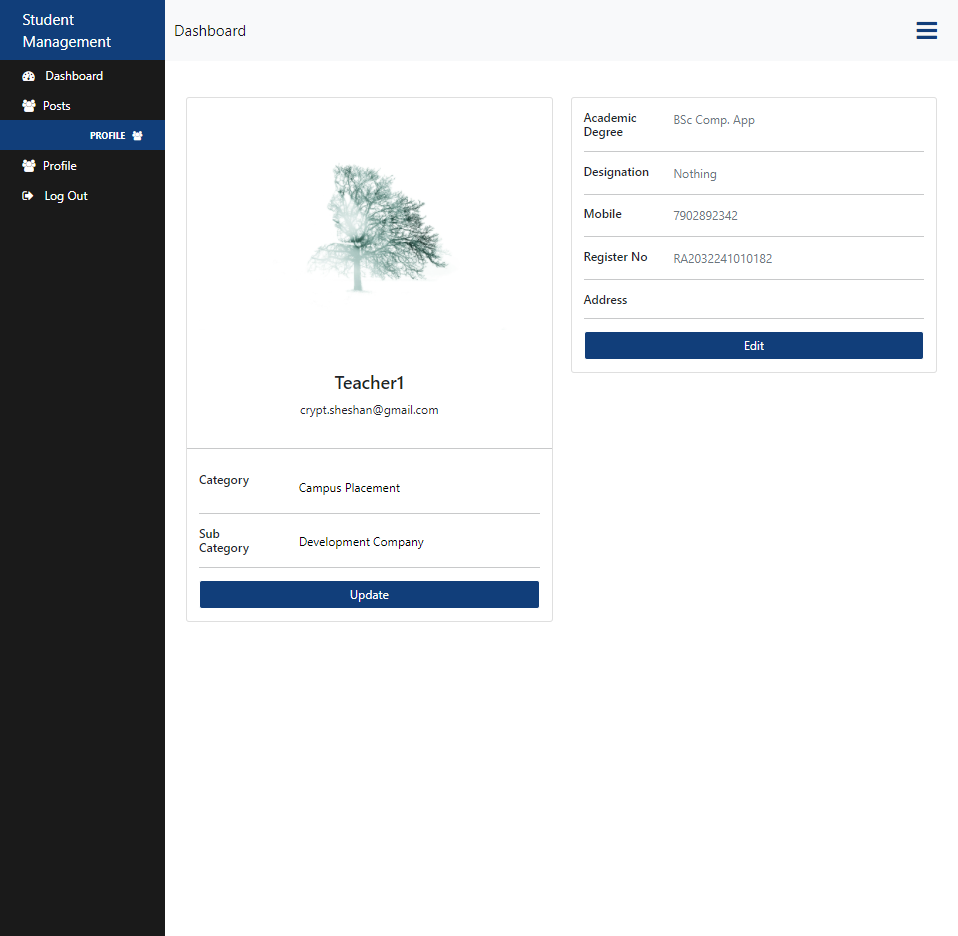 Student
Management
Dashboard
Dashboard
Posts
PROFILE
Profile
Log Out
Teacher1
crypt.sheshan@gmail.com
Category
Campus Placement
Sub
Category
Development Company
Update
Academic
Degree
BSc Comp. App
Designation
Nothing
Mobile
7902892342
Register No
RA2032241010182
Address
Edit